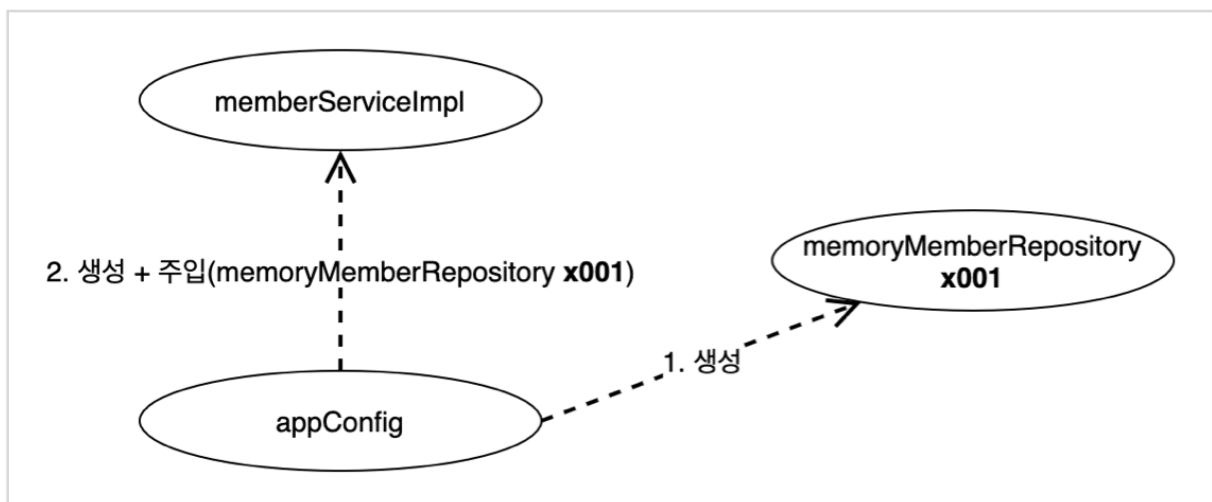 memberServiceImpl
2. 생성 + 주입(memoryMemberRepository x001)
memoryMemberRepository
x001
1. 생성
appConfig